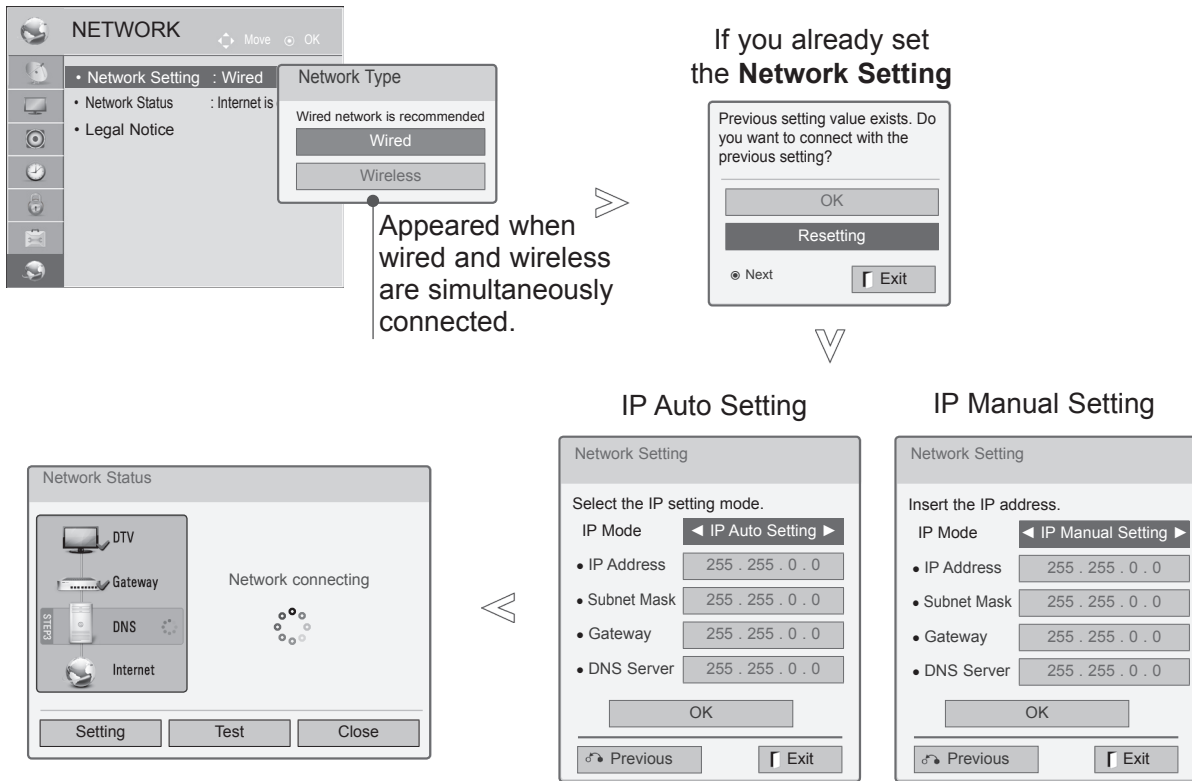 NETWORK
Move ⦿ OK
• Network Setting : Wired
• Network Status : Internet is
• Legal Notice
Network Type
Wired network is recommended
Wired
Wireless
Appeared when
wired and wireless
are simultaneously
connected.
If you already set
the Network Setting
Previous setting value exists. Do
you want to connect with the
previous setting?
OK
Resetting
⦿ Next
Exit
IP Auto Setting
Network Setting
Select the IP setting mode.
IP Mode ◄ IP Auto Setting ►
• IP Address 255 . 255 . 0 . 0
• Subnet Mask 255 . 255 . 0 . 0
• Gateway 255 . 255 . 0 . 0
• DNS Server 255 . 255 . 0 . 0
OK
Previous
Exit
IP Manual Setting
Network Setting
Insert the IP address.
IP Mode ◄ IP Manual Setting ►
• IP Address 255 . 255 . 0 . 0
• Subnet Mask 255 . 255 . 0 . 0
• Gateway 255 . 255 . 0 . 0
• DNS Server 255 . 255 . 0 . 0
OK
Previous
Exit
Network Status
DTV
Gateway
STEP3
DNS
Internet
Network connecting
Setting
Test
Close